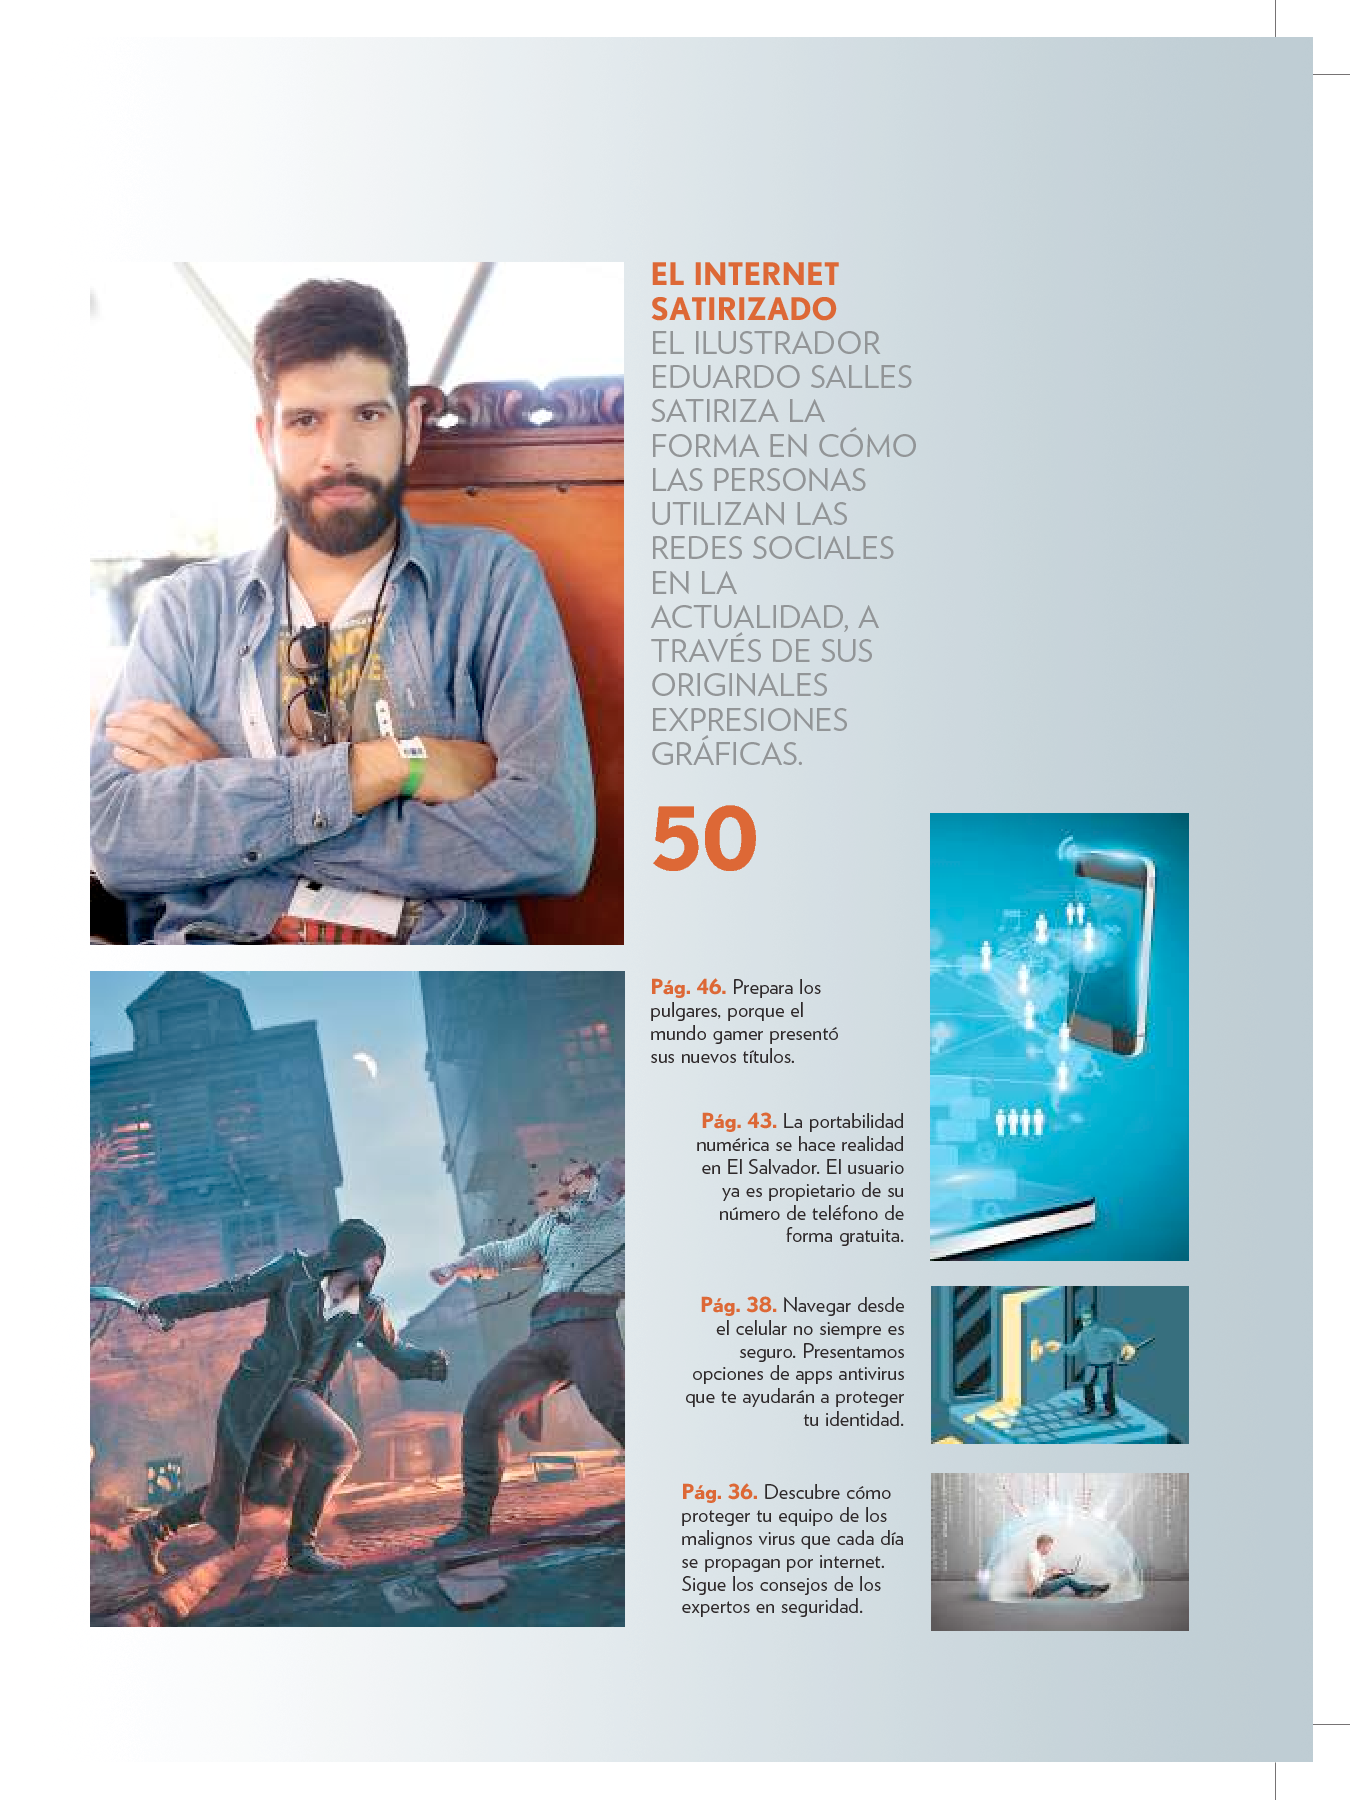 EL INTERNET
SATIRIZADO
EL ILUSTRADOR
EDUARDO SALLES
SATIRIZA LA
FORMA EN CÓMO
LAS PERSONAS
UTILIZAN LAS
REDES SOCIALES
EN LA
ACTUALIDAD, A
TRAVÉS DE SUS
ORIGINALES
EXPRESIONES
GRÁFICAS.
50
Pág. 46. Prepara los
pulgares, porque el
mundo gamer presentó
sus nuevos títulos.
Pág. 43. La portabilidad
numérica se hace realidad
en El Salvador. El usuario
ya es propietario de su
número de teléfono de
forma gratuita.
Pág. 38. Navegar desde
el celular no siempre es
seguro. Presentamos
opciones de apps antivirus
que te ayudarán a proteger
tu identidad.
Pág. 36. Descubre cómo
proteger tu equipo de los
malignos virus que cada día
se propagan por internet.
Sigue los consejos de los
expertos en seguridad.